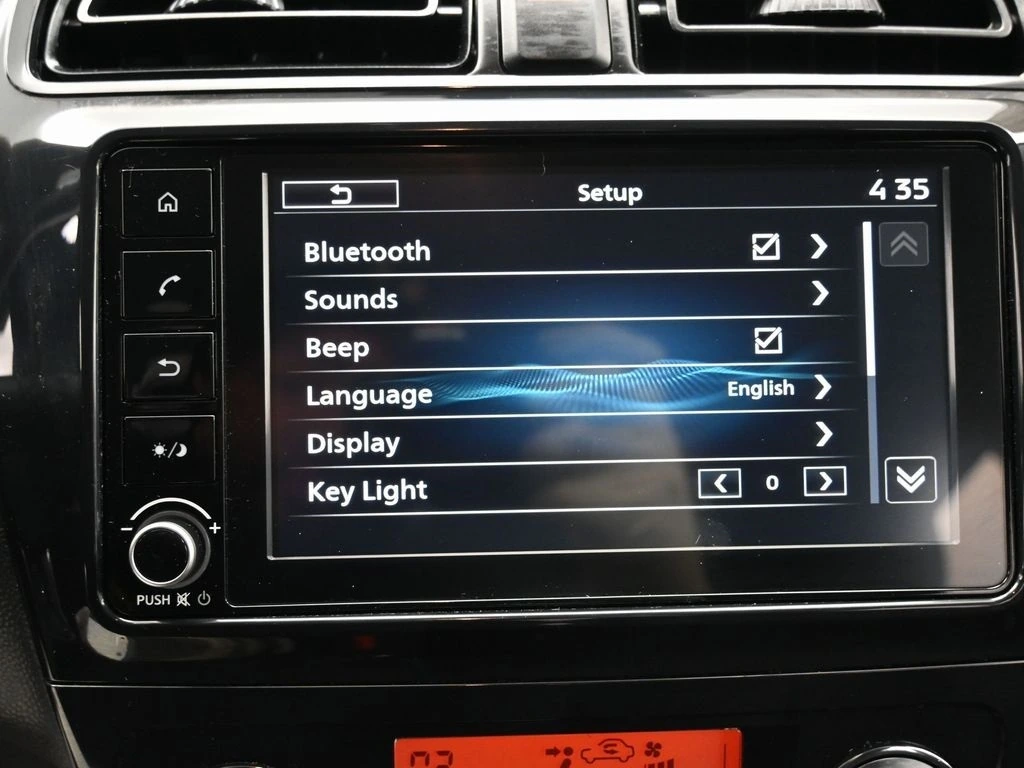 Setup 4 35
Bluetooth
Sounds
Beep
Language English
Display
Key Light 0
- +
PUSH